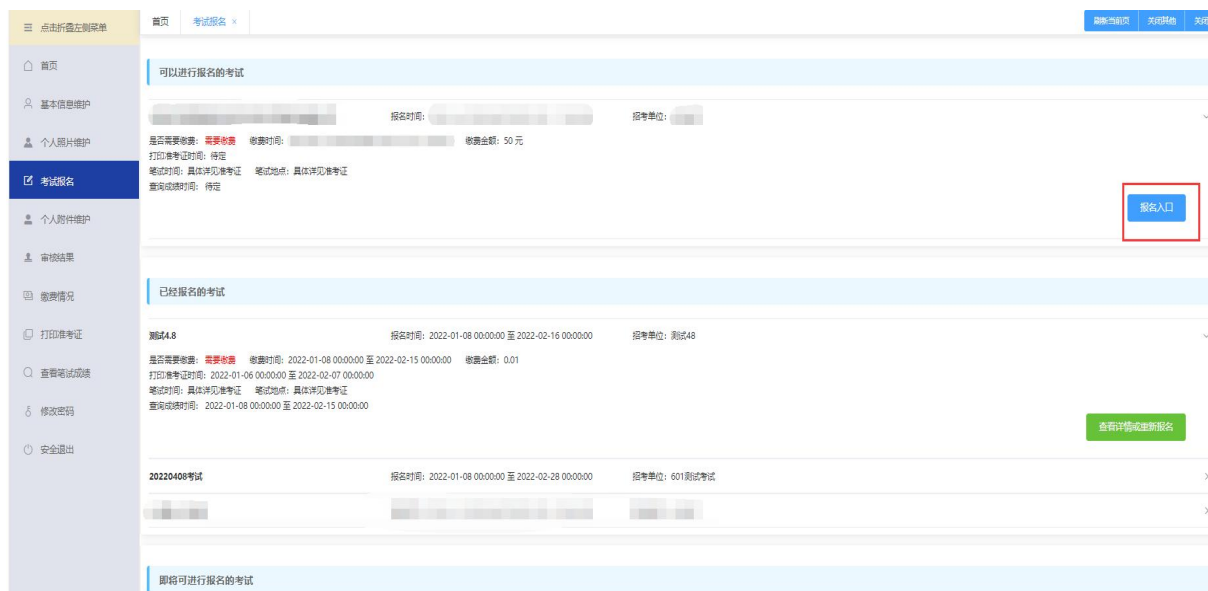 点击折叠左侧菜单
首页
考试报名 ×
刷新当前页
关闭其他
首页
基本信息维护
个人照片维护
考试报名
个人附件维护
审核结果
缴费情况
打印准考证
查看笔试成绩
修改密码
安全退出
可以进行报名的考试
报名时间：
招考单位：
是否需要缴费：需要缴费 缴费时间： 缴费金额：50 元
打印准考证时间：待定
笔试时间：具体详见准考证 笔试地点：具体详见准考证
查询成绩时间：待定
报名入口
已经报名的考试
测试4.8 报名时间：2022-01-08 00:00:00 至 2022-02-16 00:00:00 招考单位：测试48
是否需要缴费：需要缴费 缴费时间：2022-01-08 00:00:00 至 2022-02-15 00:00:00 缴费金额：0.01
打印准考证时间：2022-01-06 00:00:00 至 2022-02-07 00:00:00
笔试时间：具体详见准考证 笔试地点：具体详见准考证
查询成绩时间：2022-01-08 00:00:00 至 2022-02-15 00:00:00
查看详情或重新报名
20220408考试 报名时间：2022-01-08 00:00:00 至 2022-02-28 00:00:00 招考单位：601测试考试
即将可进行报名的考试